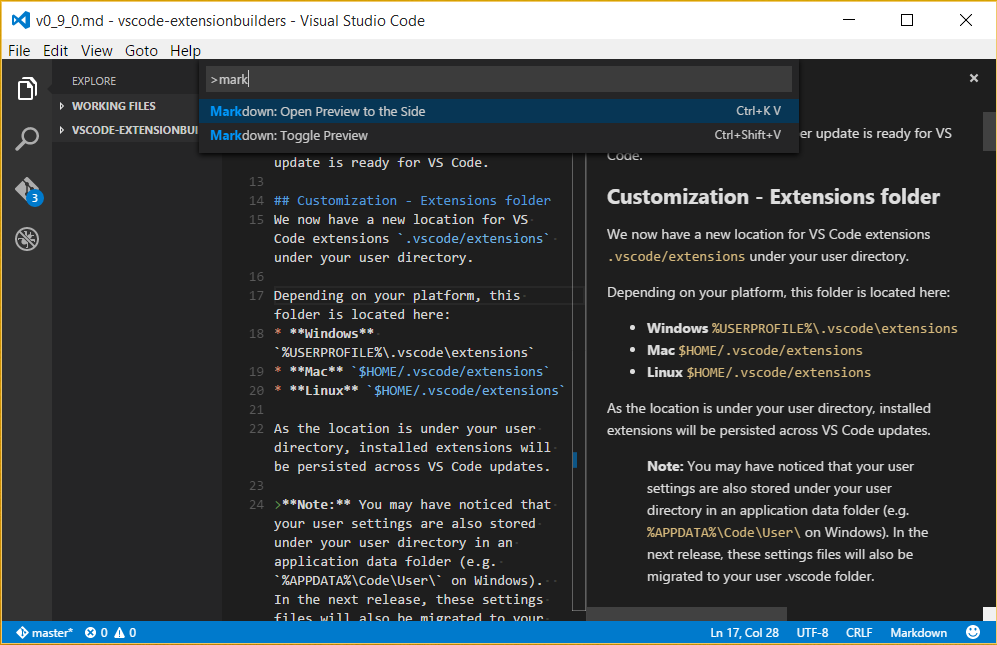 v0_9_0.md - vscode-extensionbuilders - Visual Studio Code
File Edit View Goto Help
>mark
Markdown: Open Preview to the Side Ctrl+K V
Markdown: Toggle Preview Ctrl+Shift+V
EXPLORE
WORKING FILES
VSCODE-EXTENSIONBUI
3
update is ready for VS Code.
13
14 ## Customization - Extensions folder
15 We now have a new location for VS
Code extensions `.vscode/extensions`
under your user directory.
16
17 Depending on your platform, this
folder is located here:
18 * **Windows**
`%USERPROFILE%\.vscode\extensions`
19 * **Mac** `$HOME/.vscode/extensions`
20 * **Linux** `$HOME/.vscode/extensions`
21
22 As the location is under your user
directory, installed extensions will
be persisted across VS Code updates.
23
24 >**Note:** You may have noticed that
your user settings are also stored
under your user directory in an
application data folder (e.g.
`%APPDATA%\Code\User\` on Windows).
In the next release, these settings
files will also be migrated to your
er update is ready for VS
Code.
Customization - Extensions folder
We now have a new location for VS Code extensions
.vscode/extensions under your user directory.
Depending on your platform, this folder is located here:
• Windows %USERPROFILE%\.vscode\extensions
• Mac $HOME/.vscode/extensions
• Linux $HOME/.vscode/extensions
As the location is under your user directory, installed
extensions will be persisted across VS Code updates.
Note: You may have noticed that your user
settings are also stored under your user
directory in an application data folder (e.g.
%APPDATA%\Code\User\ on Windows). In the
next release, these settings files will also be
migrated to your user .vscode folder.
master* 0 0 Ln 17, Col 28 UTF-8 CRLF Markdown